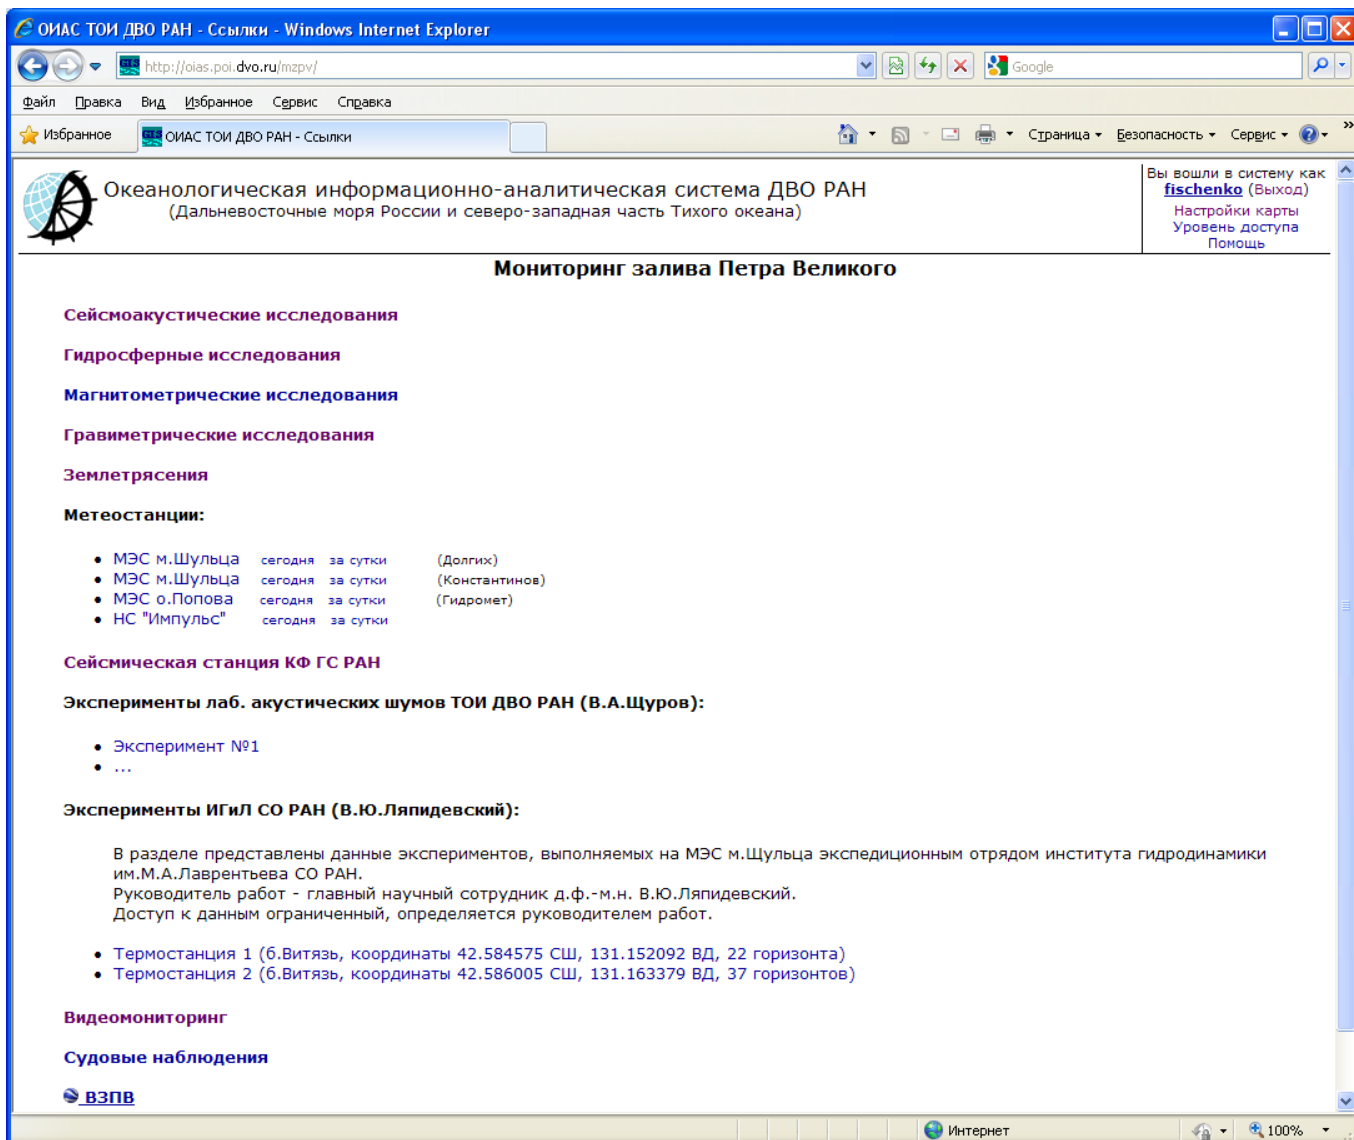 ОИАС ТОИ ДВО РАН - Ссылки - Windows Internet Explorer
http://oias.poi.dvo.ru/mzpv/
Google
Файл Правка Вид Избранное Сервис Справка
Избранное ОИАС ТОИ ДВО РАН - Ссылки Страница Безопасность Сервис
Океанологическая информационно-аналитическая система ДВО РАН
(Дальневосточные моря России и северо-западная часть Тихого океана)
Вы вошли в систему как
fischenko (Выход)
Настройки карты
Уровень доступа
Помощь
Мониторинг залива Петра Великого
Сейсмоакустические исследования
Гидросферные исследования
Магнитометрические исследования
Гравиметрические исследования
Землетрясения
Метеостанции:
• МЭС м.Шульца сегодня за сутки (Долгих)
• МЭС м.Шульца сегодня за сутки (Константинов)
• МЭС о.Попова сегодня за сутки (Гидромет)
• НС "Импульс" сегодня за сутки
Сейсмическая станция КФ ГС РАН
Эксперименты лаб. акустических шумов ТОИ ДВО РАН (В.А.Щуров):
• Эксперимент №1
• ...
Эксперименты ИГиЛ СО РАН (В.Ю.Ляпидевский):
В разделе представлены данные экспериментов, выполняемых на МЭС м.Щульца экспедиционным отрядом института гидродинамики
им.М.А.Лаврентьева СО РАН.
Руководитель работ - главный научный сотрудник д.ф.-м.н. В.Ю.Ляпидевский.
Доступ к данным ограниченный, определяется руководителем работ.
• Термостанция 1 (б.Витязь, координаты 42.584575 СШ, 131.152092 ВД, 22 горизонта)
• Термостанция 2 (б.Витязь, координаты 42.586005 СШ, 131.163379 ВД, 37 горизонтов)
Видеомониторинг
Судовые наблюдения
ВЗПВ
Интернет 100%